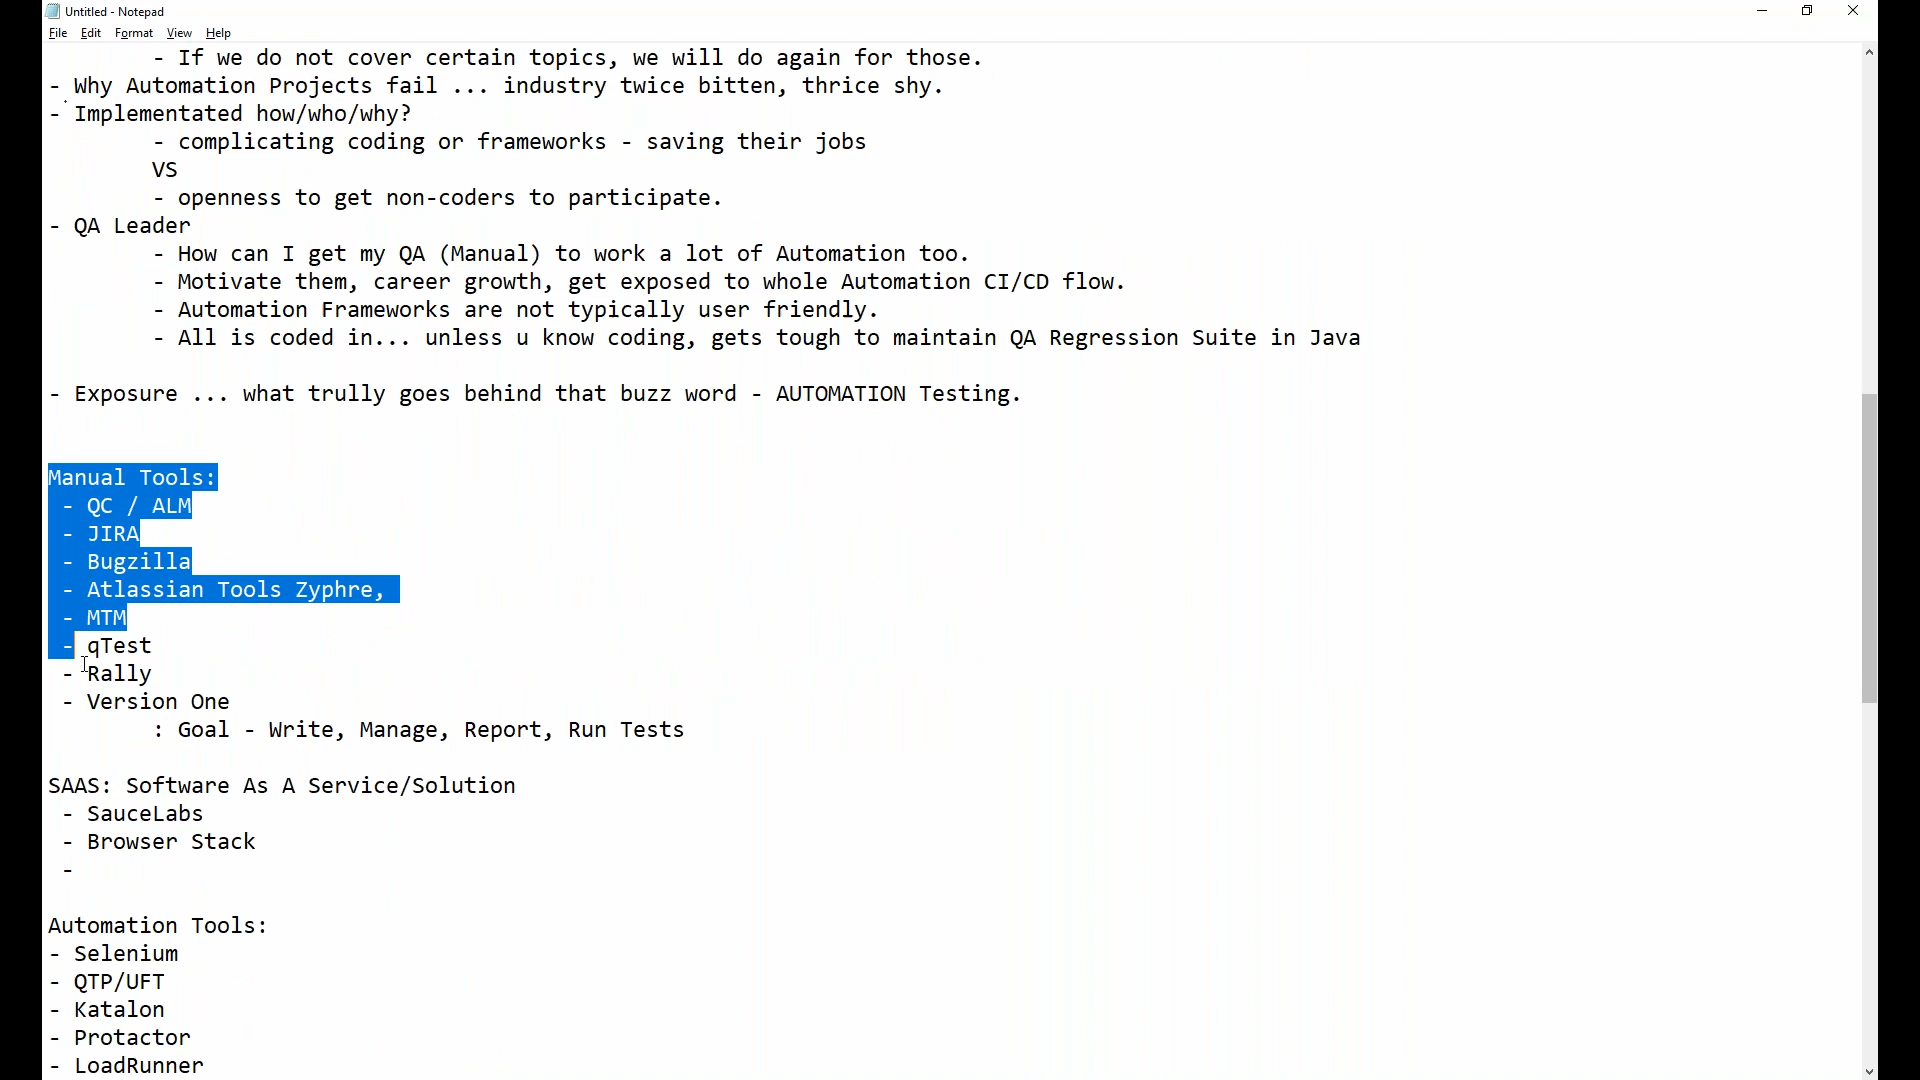 Untitled - Notepad
File Edit Format View Help
- If we do not cover certain topics, we will do again for those.
- Why Automation Projects fail ... industry twice bitten, thrice shy.
- Implementated how/who/why?
- complicating coding or frameworks - saving their jobs
VS
- openness to get non-coders to participate.
- QA Leader
- How can I get my QA (Manual) to work a lot of Automation too.
- Motivate them, career growth, get exposed to whole Automation CI/CD flow.
- Automation Frameworks are not typically user friendly.
- All is coded in... unless u know coding, gets tough to maintain QA Regression Suite in Java
- Exposure ... what trully goes behind that buzz word - AUTOMATION Testing.
Manual Tools:
- QC / ALM
- JIRA
- Bugzilla
- Atlassian Tools Zyphre,
- MTM
- qTest
- Rally
- Version One
: Goal - Write, Manage, Report, Run Tests
SAAS: Software As A Service/Solution
- SauceLabs
- Browser Stack
-
Automation Tools:
- Selenium
- QTP/UFT
- Katalon
- Protactor
- LoadRunner